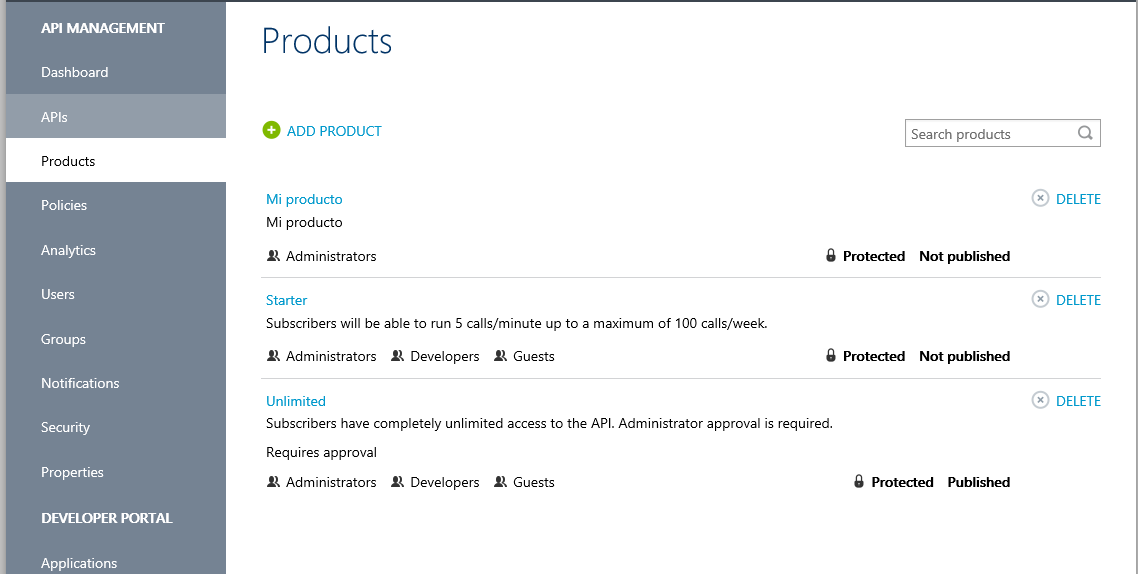 API MANAGEMENT
Dashboard
APIs
Products
Policies
Analytics
Users
Groups
Notifications
Security
Properties
DEVELOPER PORTAL
Applications
Products
ADD PRODUCT
Search products
Mi producto
DELETE
Mi producto
Administrators
Protected Not published
Starter
DELETE
Subscribers will be able to run 5 calls/minute up to a maximum of 100 calls/week.
Administrators Developers Guests
Protected Not published
Unlimited
DELETE
Subscribers have completely unlimited access to the API. Administrator approval is required.
Requires approval
Administrators Developers Guests
Protected Published